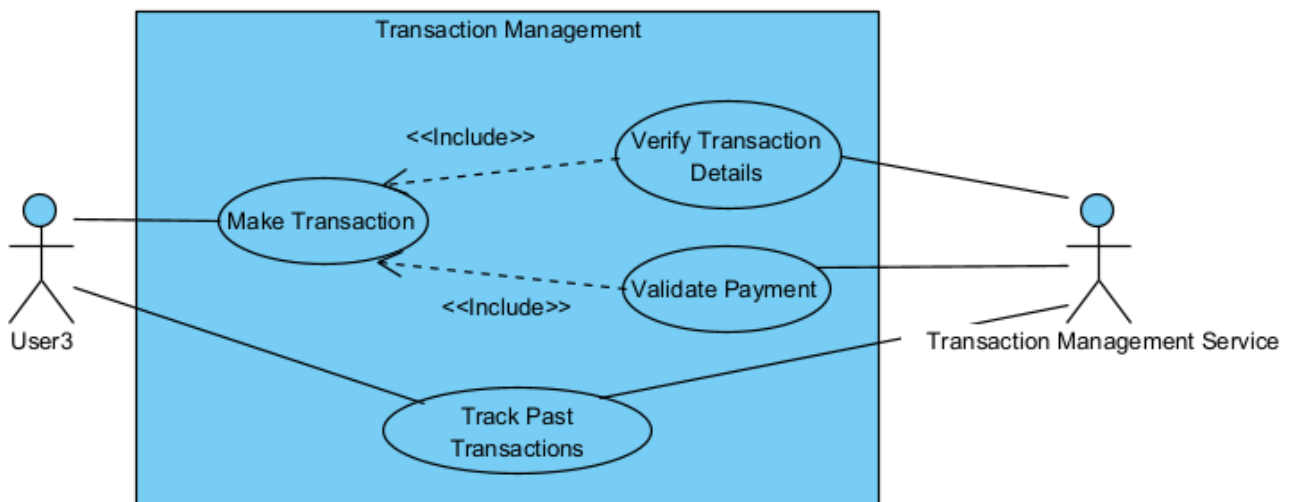 Transaction Management
<<Include>>
Verify Transaction
Details
Make Transaction
Validate Payment
<<Include>>
User3
Transaction Management Service
Track Past
Transactions